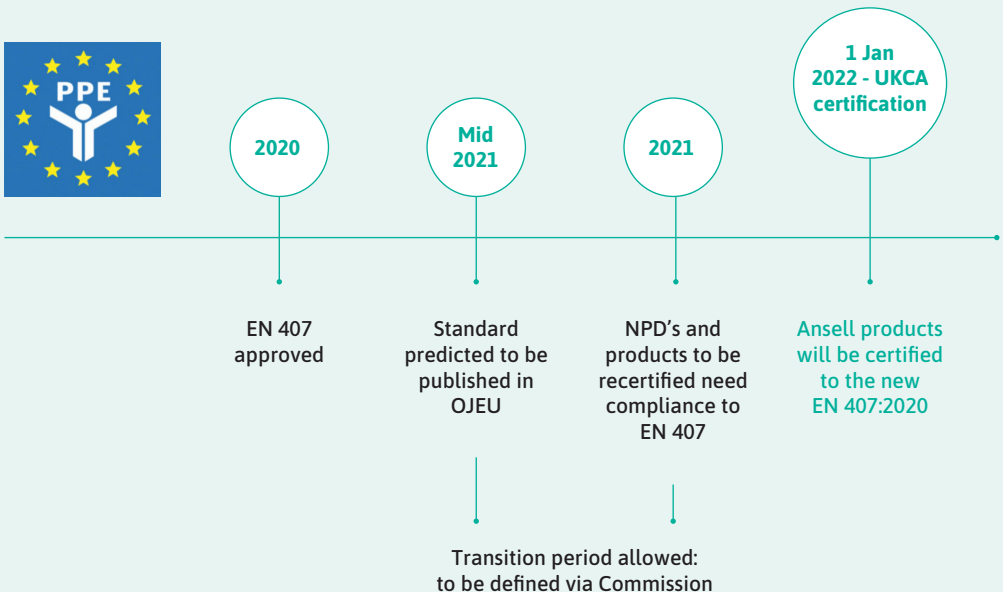 PPE
2020
Mid
2021
2021
1 Jan
2022 - UKCA
certification
EN 407
approved
Standard
predicted to be
published in
OJEU
NPD's and
products to be
recertified need
compliance to
EN 407
Ansell products
will be certified
to the new
EN 407:2020
Transition period allowed:
to be defined via Commission